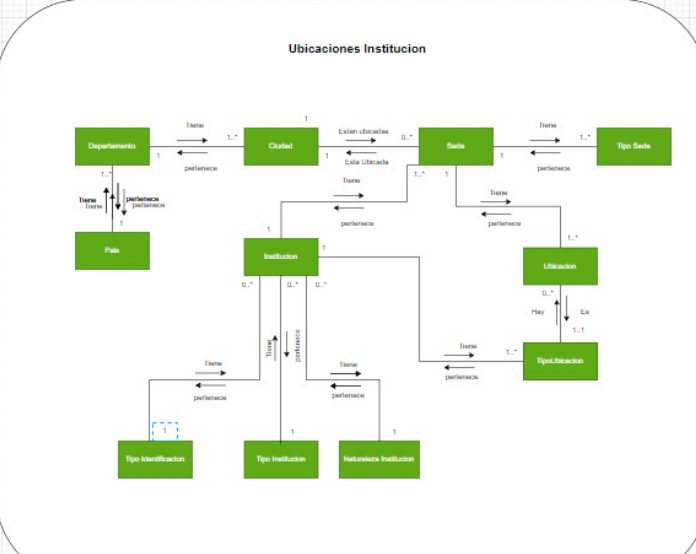 Ubicaciones Institucion
1
Tiene
Estan ubicadas
Tiene
Departamento
1..*
Ciudad
0..*
Sede
1..*
Tipo Sede
1
1
1
pertenece
Este Ubicada
pertenece
1..*
1..*
1
Tiene
Tiene
Tiene
pertenece
Tiene
pertenece
1
pertenece
pertenece
1
1..*
Pais
1
Institucion
Ubicacion
0..*
0..*
0..*
0..*
Hay
Es
1..1
Tiene
pertenece
Tiene
1..*
TipoUbicacion
Tiene
Tiene
pertenece
pertenece
pertenece
1
1
1
Tipo Identificacion
Tipo Institucion
Naturaleza Institucion